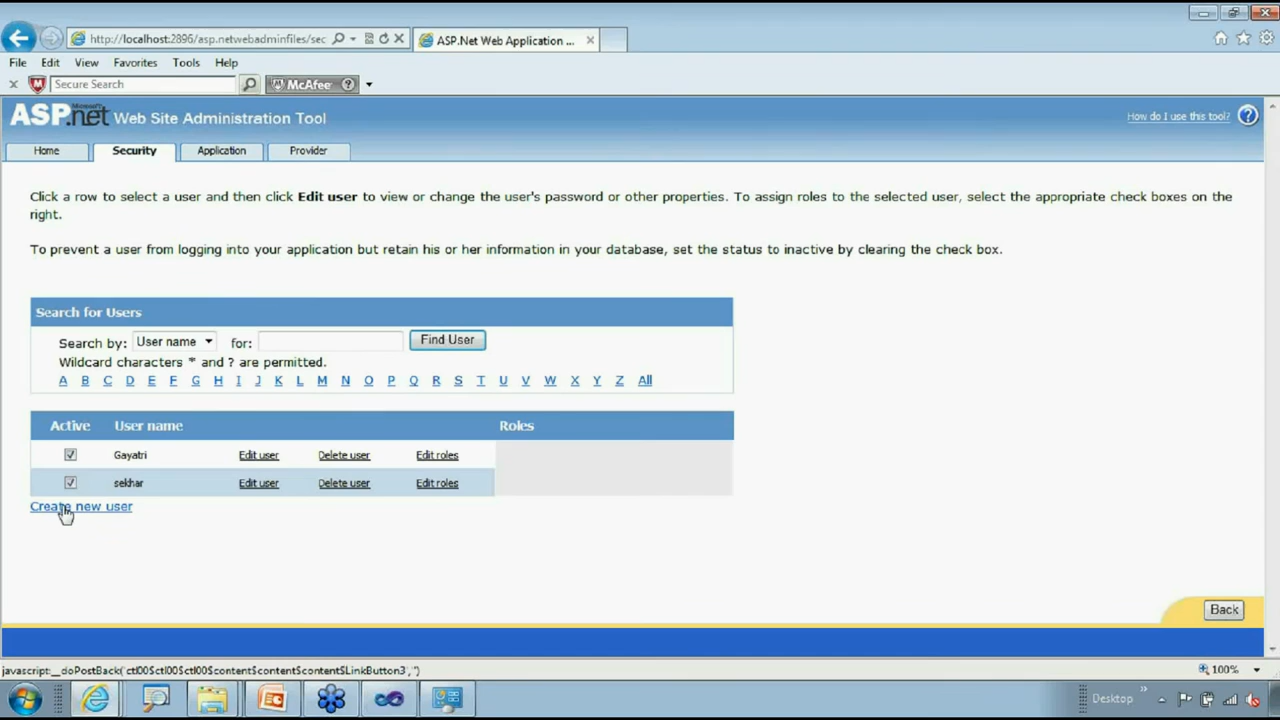 http://localhost:2896/asp.netwebadminfiles/sec
ASP.Net Web Application ...
File Edit View Favorites Tools Help
Secure Search
McAfee
Microsoft
ASP.net Web Site Administration Tool
How do I use this tool?
Home Security Application Provider
Click a row to select a user and then click Edit user to view or change the user's password or other properties. To assign roles to the selected user, select the appropriate check boxes on the
right.
To prevent a user from logging into your application but retain his or her information in your database, set the status to inactive by clearing the check box.
Search for Users
Search by: User name for: Find User
Wildcard characters * and ? are permitted.
A B C D E F G H I J K L M N O P Q R S T U V W X Y Z All
Active User name Roles
Gayatri Edit user Delete user Edit roles
sekhar Edit user Delete user Edit roles
Create new user
Back
javascript:__doPostBack('ctl00$ctl00$ctl00$content$content$content$LinkButton3','')
100%
Desktop